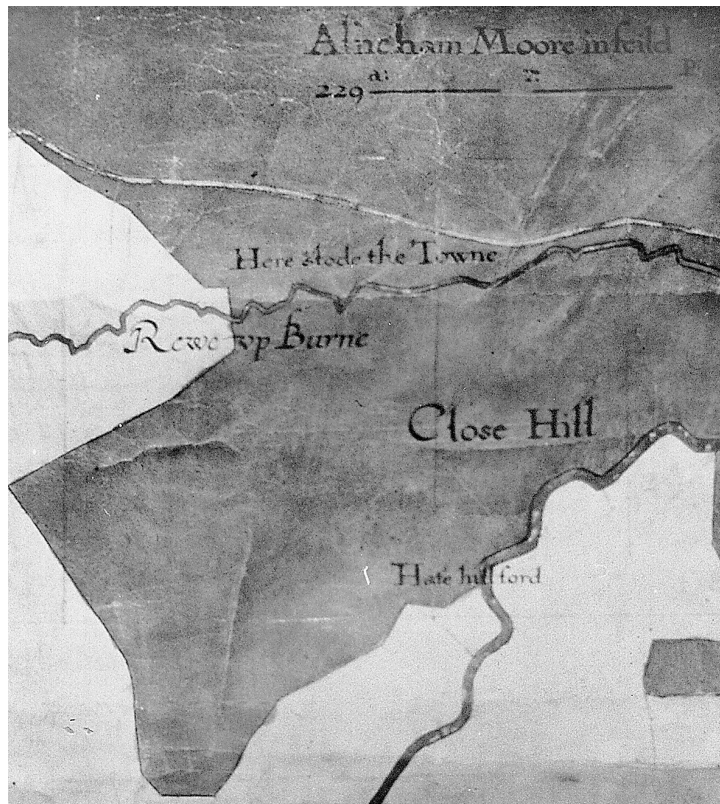 Alncham Moore infeild
a: r: P:
229
Here stode the Towne
Rewe vp Burne
Close Hill
Hate hill ford